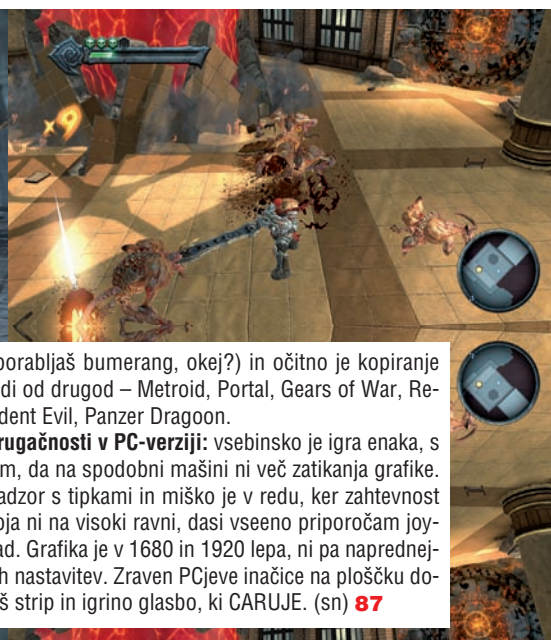 ×9
porabljaš bumerang, okej?) in očitno je kopiranje
di od drugod – Metroid, Portal, Gears of War, Re-
dent Evil, Panzer Dragoon.
rugačnosti v PC-verziji: vsebinsko je igra enaka, s
m, da na spodobni mašini ni več zatikanja grafike.
adzor s tipkami in miško je v redu, ker zahtevnost
oja ni na visoki ravni, dasi vseeno priporočam joy-
ad. Grafika je v 1680 in 1920 lepa, ni pa naprednej-
h nastavitev. Zraven PCjeve inačice na ploščku do-
š strip in igrino glasbo, ki CARUJE. (sn) 87